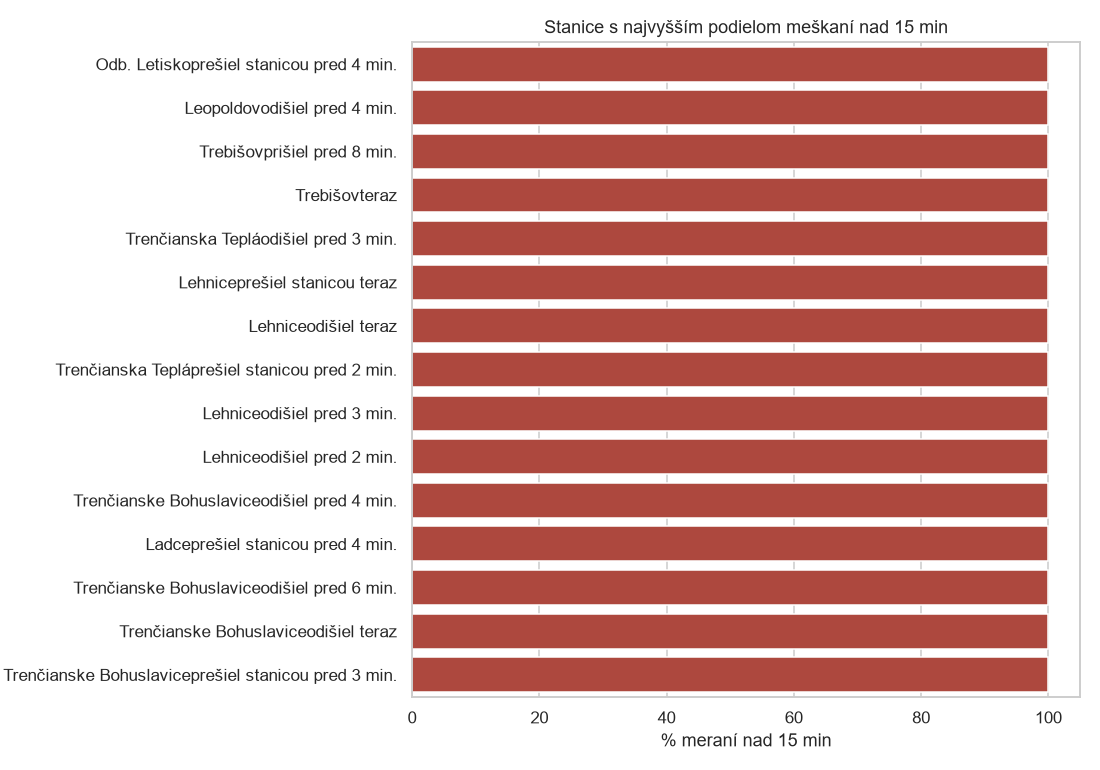 Stanice s najvyšším podielom meškaní nad 15 min
Odb. Letiskoprešiel stanicou pred 4 min.
Leopoldovodišiel pred 4 min.
Trebišovprišiel pred 8 min.
Trebišovteraz
Trenčianska Tepláodišiel pred 3 min.
Lehniceprešiel stanicou teraz
Lehniceodišiel teraz
Trenčianska Tepláprešiel stanicou pred 2 min.
Lehniceodišiel pred 3 min.
Lehniceodišiel pred 2 min.
Trenčianske Bohuslaviceodišiel pred 4 min.
Ladceprešiel stanicou pred 4 min.
Trenčianske Bohuslaviceodišiel pred 6 min.
Trenčianske Bohuslaviceodišiel teraz
Trenčianske Bohuslaviceprešiel stanicou pred 3 min.
0 20 40 60 80 100
% meraní nad 15 min